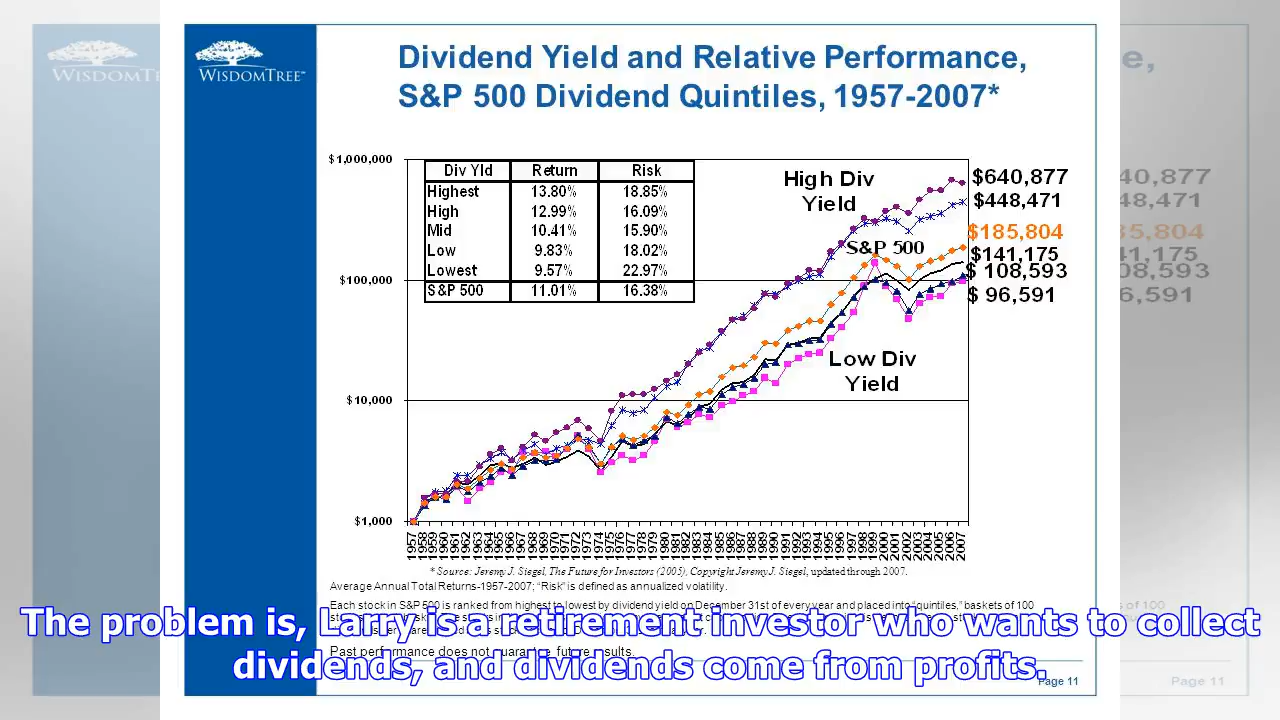 WISDOMTREE™
Dividend Yield and Relative Performance,
S&P 500 Dividend Quintiles, 1957-2007*
$1,000,000
$100,000
$10,000
$1,000
Div Yld Return Risk
Highest 13.80% 18.85%
High 12.99% 16.09%
Mid 10.41% 15.90%
Low 9.83% 18.02%
Lowest 9.57% 22.97%
S&P 500 11.01% 16.38%
High Div
Yield
S&P 500
Low Div
Yield
$640,877
$448,471
$185,804
$141,175
$ 108,593
$ 96,591
1957 1958 1959 1960 1961 1962 1963 1964 1965 1966 1967 1968 1969 1970 1971 1972 1973 1974 1975 1976 1977 1978 1979 1980 1981 1982 1983 1984 1985 1986 1987 1988 1989 1990 1991 1992 1993 1994 1995 1996 1997 1998 1999 2000 2001 2002 2003 2004 2005 2006 2007
* Source: Jeremy J. Siegel, The Future for Investors (2005), Copyright Jeremy J. Siegel, updated through 2007.
Average Annual Total Returns-1957-2007; “Risk” is defined as annualized volatility.
Each stock in S&P 500 is ranked from highest to lowest by dividend yield on December 31st of every year and placed into “quintiles,” baskets of 100
The problem is, Larry is a retirement investor who wants to collect
dividends, and dividends come from profits.
Past performance does not guarantee future results.
Page 11